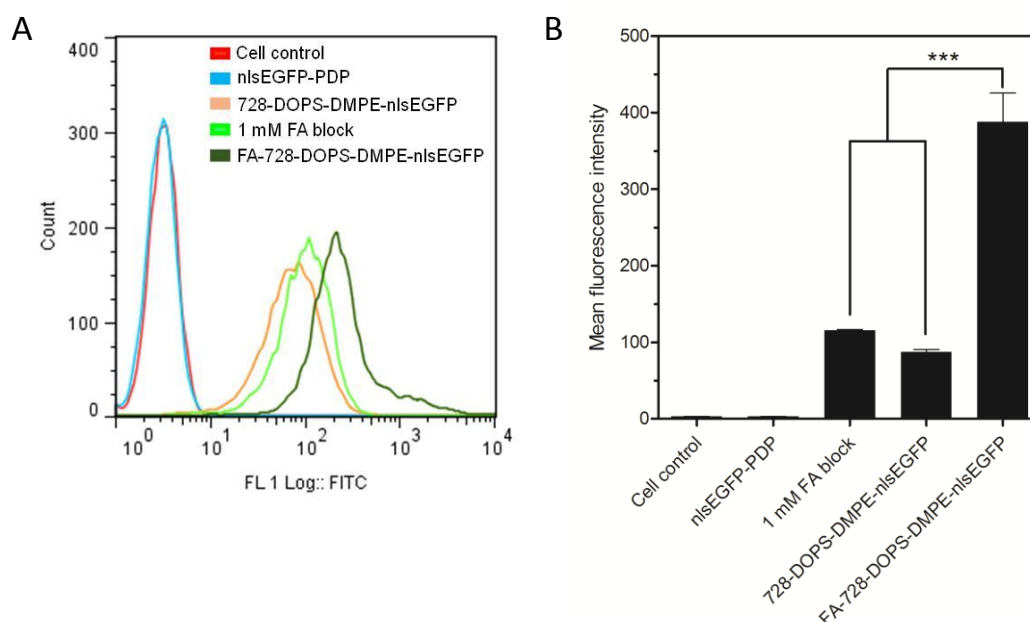 A
400
300
200
100
0
Count
Cell control
nlsEGFP-PDP
728-DOPS-DMPE-nlsEGFP
1 mM FA block
FA-728-DOPS-DMPE-nlsEGFP
10^0
10^1
10^2
10^3
10^4
FL 1 Log:: FITC
B
500
400
300
200
100
0
Mean fluorescence intensity
***
Cell control
nlsEGFP-PDP
1 mM FA block
728-DOPS-DMPE-nlsEGFP
FA-728-DOPS-DMPE-nlsEGFP